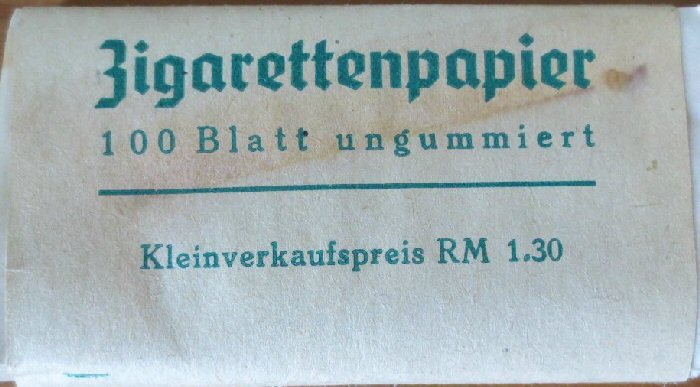 Zigarettenpapier
100 Blatt ungummiert
Kleinverkaufspreis RM 1.30